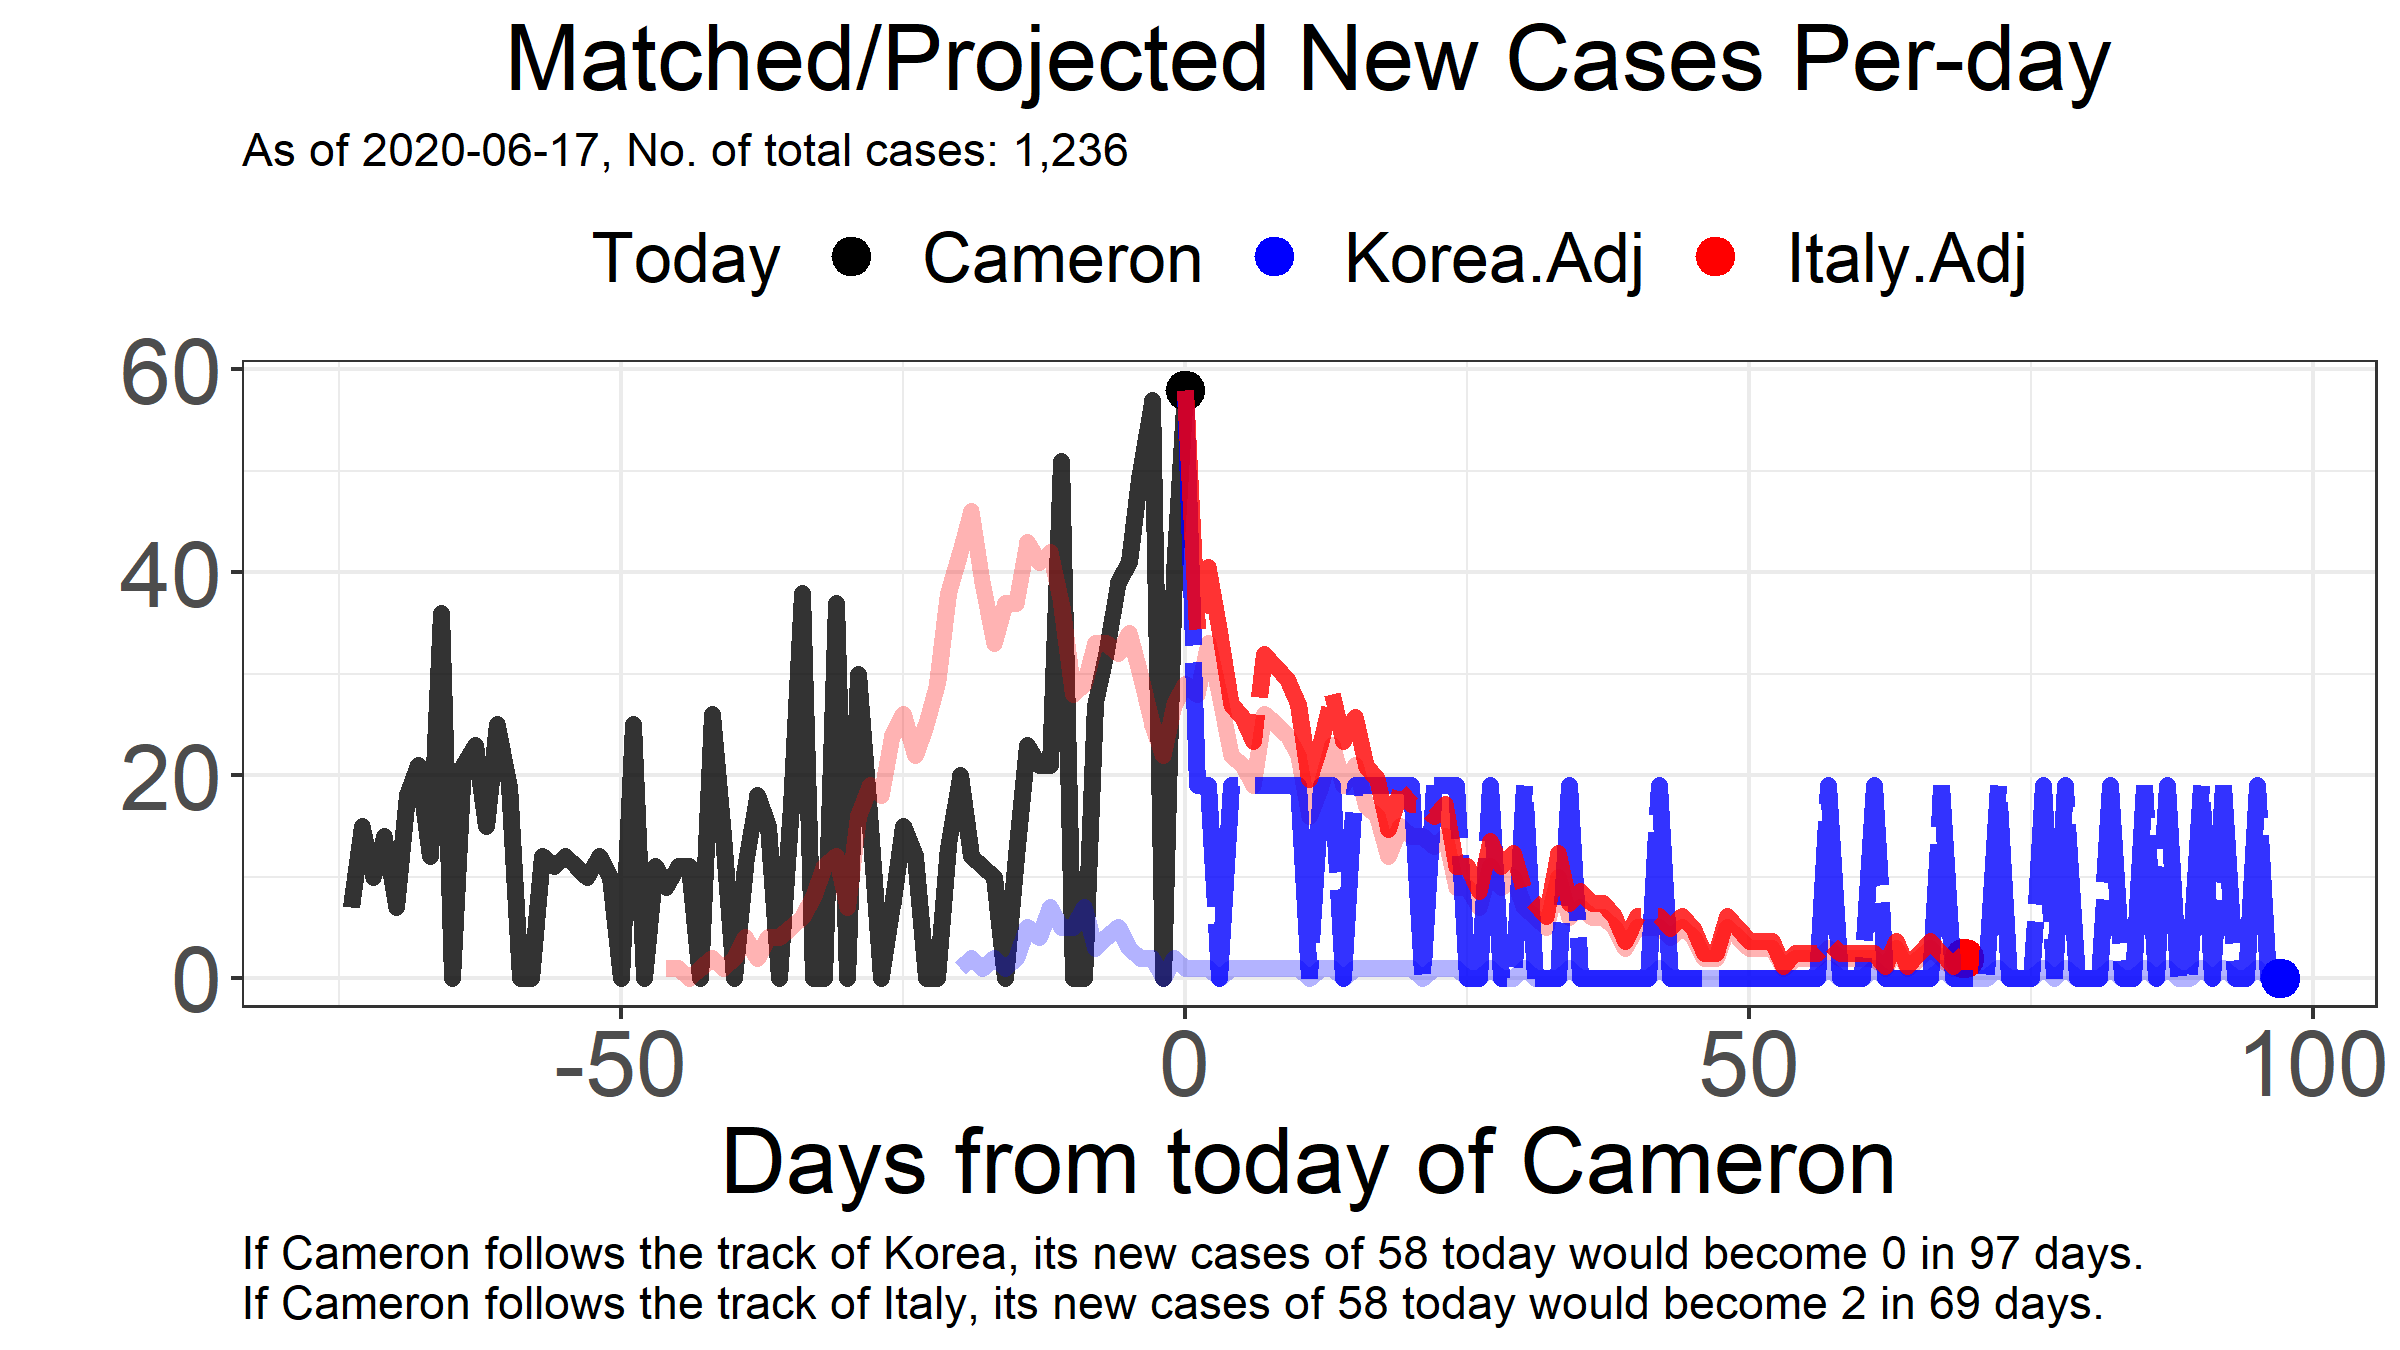 Matched/Projected New Cases Per-day
As of 2020-06-17, No. of total cases: 1,236
Today Cameron Korea.Adj Italy.Adj
60
40
20
0
-50 0 50 100
Days from today of Cameron
If Cameron follows the track of Korea, its new cases of 58 today would become 0 in 97 days.
If Cameron follows the track of Italy, its new cases of 58 today would become 2 in 69 days.